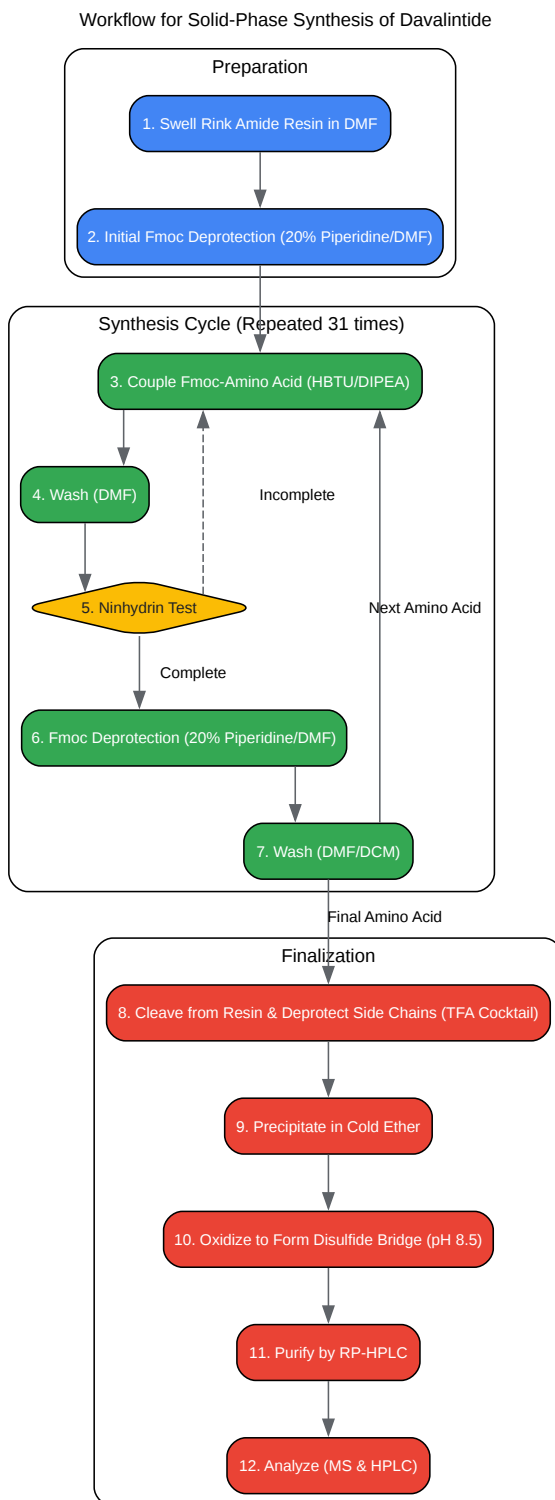 Workflow for Solid-Phase Synthesis of Davalintide
Preparation
1. Swell Rink Amide Resin in DMF
2. Initial Fmoc Deprotection (20% Piperidine/DMF)
Synthesis Cycle (Repeated 31 times)
3. Couple Fmoc-Amino Acid (HBTU/DIPEA)
4. Wash (DMF)
Incomplete
5. Ninhydrin Test
Next Amino Acid
Complete
6. Fmoc Deprotection (20% Piperidine/DMF)
7. Wash (DMF/DCM)
Final Amino Acid
Finalization
8. Cleave from Resin & Deprotect Side Chains (TFA Cocktail)
9. Precipitate in Cold Ether
10. Oxidize to Form Disulfide Bridge (pH 8.5)
11. Purify by RP-HPLC
12. Analyze (MS & HPLC)